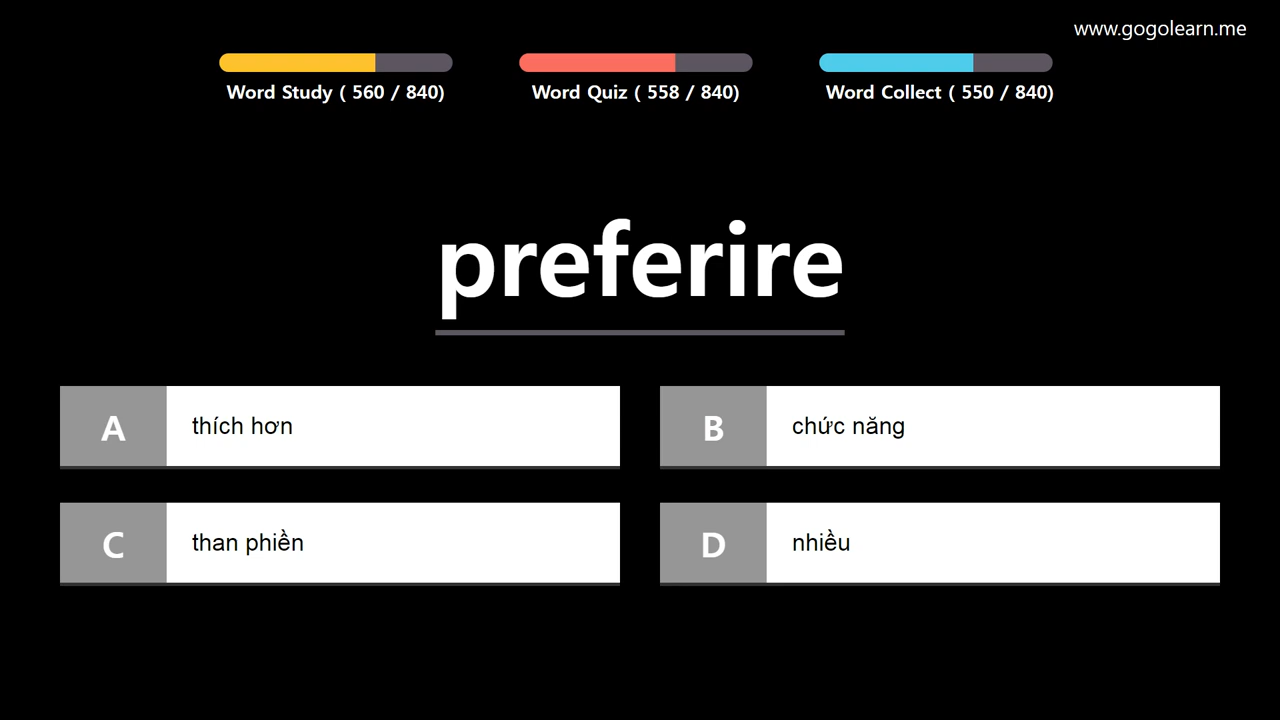 www.gogolearn.me
Word Study ( 560 / 840)
Word Quiz ( 558 / 840)
Word Collect ( 550 / 840)
preferire
A
thích hơn
B
chức năng
C
than phiền
D
nhiều